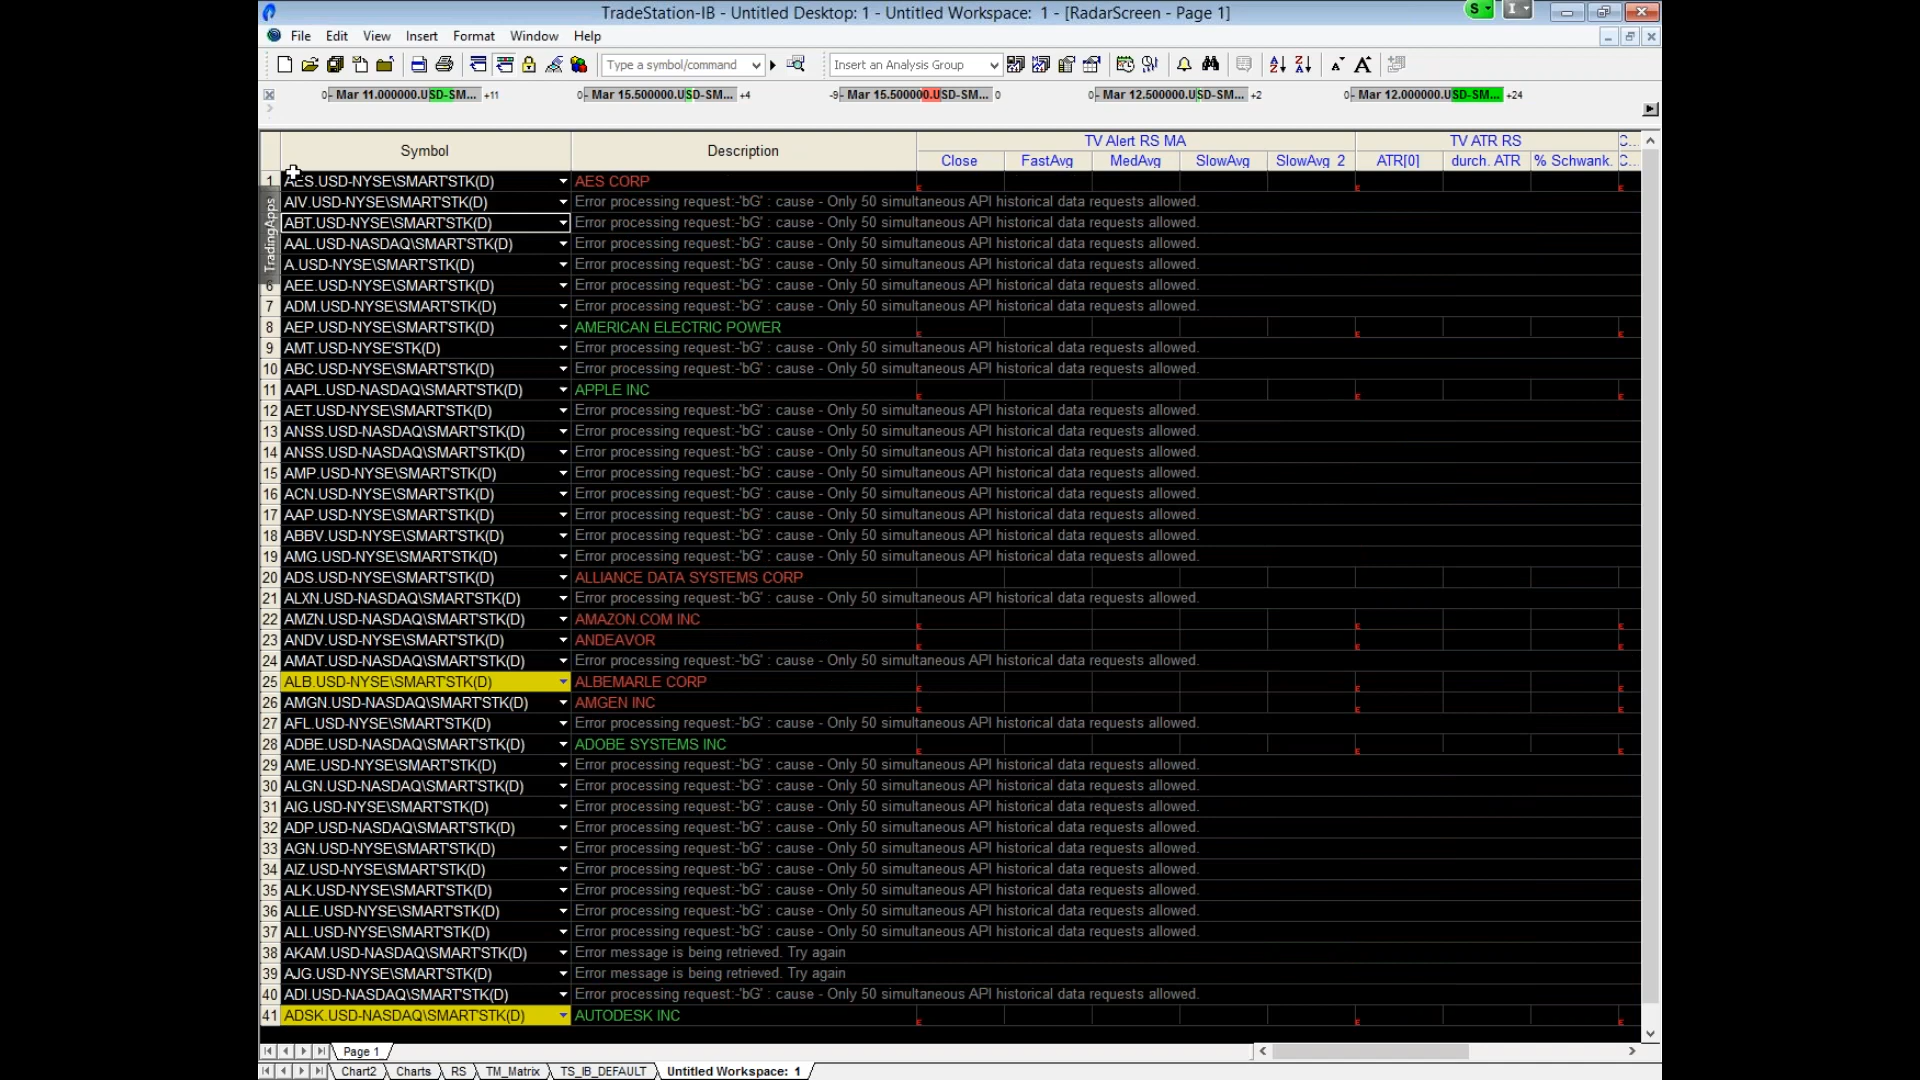 TradeStation-IB - Untitled Desktop: 1 - Untitled Workspace: 1 - [RadarScreen - Page 1]
S
I
File Edit View Insert Format Window Help
Type a symbol/command
Insert an Analysis Group
0 Mar 11.000000.USD-SM... +11
0 Mar 15.500000.USD-SM... +4
-9 Mar 15.500000.USD-SM... 0
0 Mar 12.500000.USD-SM... +2
0 Mar 12.000000.USD-SM... +24
Symbol Description TV Alert RS MA TV ATR RS C...
Close FastAvg MedAvg SlowAvg SlowAvg 2 ATR[0] durch. ATR % Schwank. C...
TradingApps
1 AES.USD-NYSE\SMART'STK(D) AES CORP E E E
AIV.USD-NYSE\SMART'STK(D) Error processing request:-'bG' : cause - Only 50 simultaneous API historical data requests allowed.
ABT.USD-NYSE\SMART'STK(D) Error processing request:-'bG' : cause - Only 50 simultaneous API historical data requests allowed.
AAL.USD-NASDAQ\SMART'STK(D) Error processing request:-'bG' : cause - Only 50 simultaneous API historical data requests allowed.
A.USD-NYSE\SMART'STK(D) Error processing request:-'bG' : cause - Only 50 simultaneous API historical data requests allowed.
6 AEE.USD-NYSE\SMART'STK(D) Error processing request:-'bG' : cause - Only 50 simultaneous API historical data requests allowed.
7 ADM.USD-NYSE\SMART'STK(D) Error processing request:-'bG' : cause - Only 50 simultaneous API historical data requests allowed.
8 AEP.USD-NYSE\SMART'STK(D) AMERICAN ELECTRIC POWER E E E
9 AMT.USD-NYSE'STK(D) Error processing request:-'bG' : cause - Only 50 simultaneous API historical data requests allowed.
10 ABC.USD-NYSE\SMART'STK(D) Error processing request:-'bG' : cause - Only 50 simultaneous API historical data requests allowed.
11 AAPL.USD-NASDAQ\SMART'STK(D) APPLE INC E E E
12 AET.USD-NYSE\SMART'STK(D) Error processing request:-'bG' : cause - Only 50 simultaneous API historical data requests allowed.
13 ANSS.USD-NASDAQ\SMART'STK(D) Error processing request:-'bG' : cause - Only 50 simultaneous API historical data requests allowed.
14 ANSS.USD-NASDAQ\SMART'STK(D) Error processing request:-'bG' : cause - Only 50 simultaneous API historical data requests allowed.
15 AMP.USD-NYSE\SMART'STK(D) Error processing request:-'bG' : cause - Only 50 simultaneous API historical data requests allowed.
16 ACN.USD-NYSE\SMART'STK(D) Error processing request:-'bG' : cause - Only 50 simultaneous API historical data requests allowed.
17 AAP.USD-NYSE\SMART'STK(D) Error processing request:-'bG' : cause - Only 50 simultaneous API historical data requests allowed.
18 ABBV.USD-NYSE\SMART'STK(D) Error processing request:-'bG' : cause - Only 50 simultaneous API historical data requests allowed.
19 AMG.USD-NYSE\SMART'STK(D) Error processing request:-'bG' : cause - Only 50 simultaneous API historical data requests allowed.
20 ADS.USD-NYSE\SMART'STK(D) ALLIANCE DATA SYSTEMS CORP
21 ALXN.USD-NASDAQ\SMART'STK(D) Error processing request:-'bG' : cause - Only 50 simultaneous API historical data requests allowed.
22 AMZN.USD-NASDAQ\SMART'STK(D) AMAZON.COM INC E E E
23 ANDV.USD-NYSE\SMART'STK(D) ANDEAVOR E E E
24 AMAT.USD-NASDAQ\SMART'STK(D) Error processing request:-'bG' : cause - Only 50 simultaneous API historical data requests allowed.
25 ALB.USD-NYSE\SMART'STK(D) ALBEMARLE CORP E E E
26 AMGN.USD-NASDAQ\SMART'STK(D) AMGEN INC E E E
27 AFL.USD-NYSE\SMART'STK(D) Error processing request:-'bG' : cause - Only 50 simultaneous API historical data requests allowed.
28 ADBE.USD-NASDAQ\SMART'STK(D) ADOBE SYSTEMS INC E E E
29 AME.USD-NYSE\SMART'STK(D) Error processing request:-'bG' : cause - Only 50 simultaneous API historical data requests allowed.
30 ALGN.USD-NASDAQ\SMART'STK(D) Error processing request:-'bG' : cause - Only 50 simultaneous API historical data requests allowed.
31 AIG.USD-NYSE\SMART'STK(D) Error processing request:-'bG' : cause - Only 50 simultaneous API historical data requests allowed.
32 ADP.USD-NASDAQ\SMART'STK(D) Error processing request:-'bG' : cause - Only 50 simultaneous API historical data requests allowed.
33 AGN.USD-NYSE\SMART'STK(D) Error processing request:-'bG' : cause - Only 50 simultaneous API historical data requests allowed.
34 AIZ.USD-NYSE\SMART'STK(D) Error processing request:-'bG' : cause - Only 50 simultaneous API historical data requests allowed.
35 ALK.USD-NYSE\SMART'STK(D) Error processing request:-'bG' : cause - Only 50 simultaneous API historical data requests allowed.
36 ALLE.USD-NYSE\SMART'STK(D) Error processing request:-'bG' : cause - Only 50 simultaneous API historical data requests allowed.
37 ALL.USD-NYSE\SMART'STK(D) Error processing request:-'bG' : cause - Only 50 simultaneous API historical data requests allowed.
38 AKAM.USD-NASDAQ\SMART'STK(D) Error message is being retrieved. Try again
39 AJG.USD-NYSE\SMART'STK(D) Error message is being retrieved. Try again
40 ADI.USD-NASDAQ\SMART'STK(D) Error processing request:-'bG' : cause - Only 50 simultaneous API historical data requests allowed.
41 ADSK.USD-NASDAQ\SMART'STK(D) AUTODESK INC E E E
Page 1
Chart2 Charts RS TM_Matrix TS_IB_DEFAULT Untitled Workspace: 1